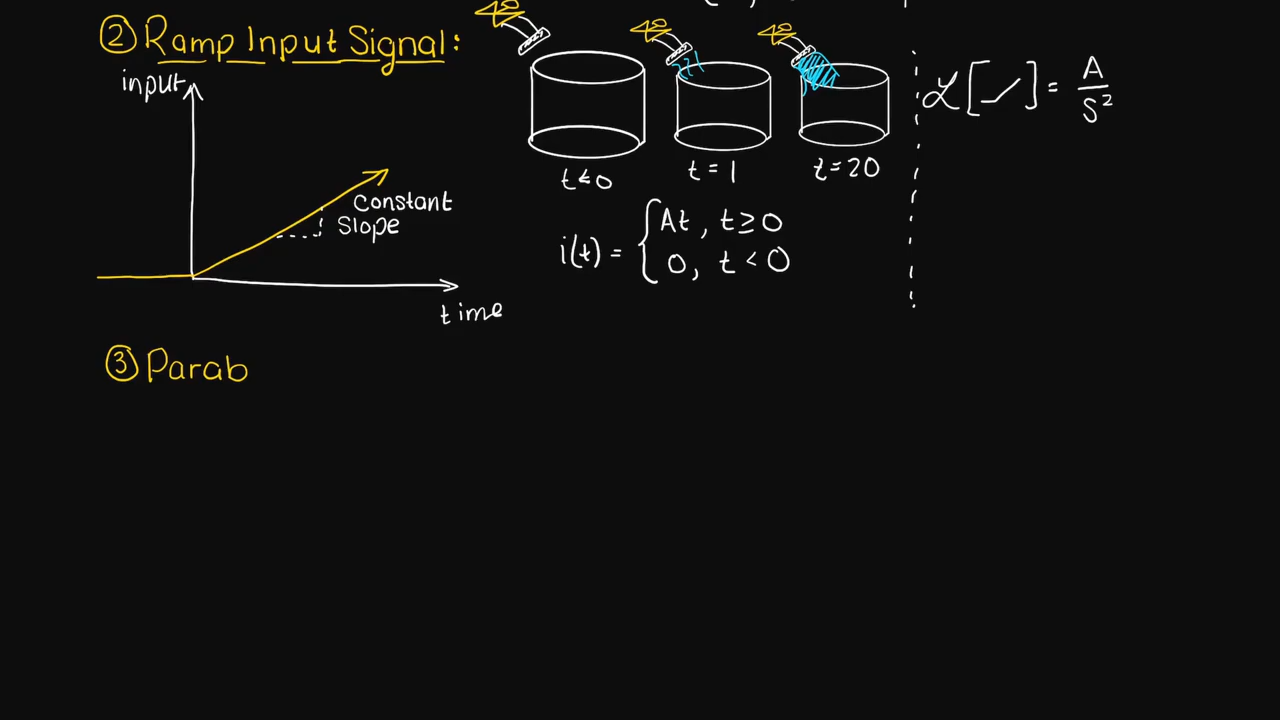 ② Ramp Input Signal:
input
constant
slope
time
t ≤ 0
t = 1
t = 20
i(t) = { At, t ≥ 0
0, t < 0
ℒ[ ] = A/S²
③ Parab